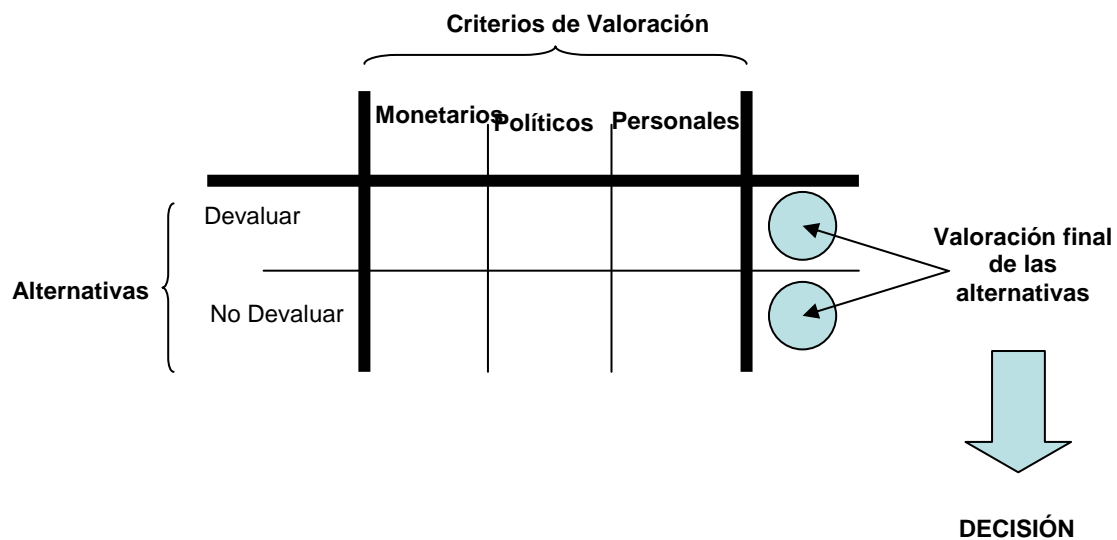 Criterios de Valoración
Monetarios
Políticos
Personales
Devaluar
Alternativas
No Devaluar
Valoración final
de las
alternativas
DECISIÓN